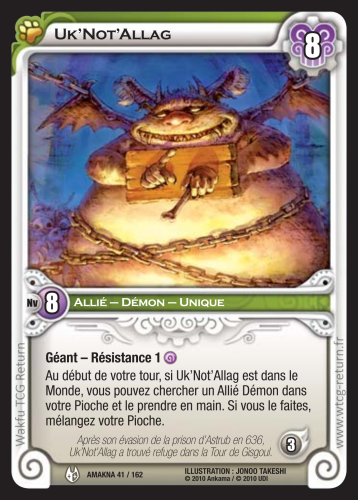 Uk'Not'Allag
8
Nv 8 Allié – Démon – Unique
Géant – Résistance 1
Au début de votre tour, si Uk'Not'Allag est dans le
Monde, vous pouvez chercher un Allié Démon dans
votre Pioche et le prendre en main. Si vous le faites,
mélangez votre Pioche.
Après son évasion de la prison d'Astrub en 636,
Uk'Not'Allag a trouvé refuge dans la Tour de Gisgoul.
3
AMAKNA 41 / 162
ILLUSTRATION : JONOO TAKESHI
© 2010 Ankama / © 2010 UDI
Wakfu TCG Return
www.wtcg-return.fr